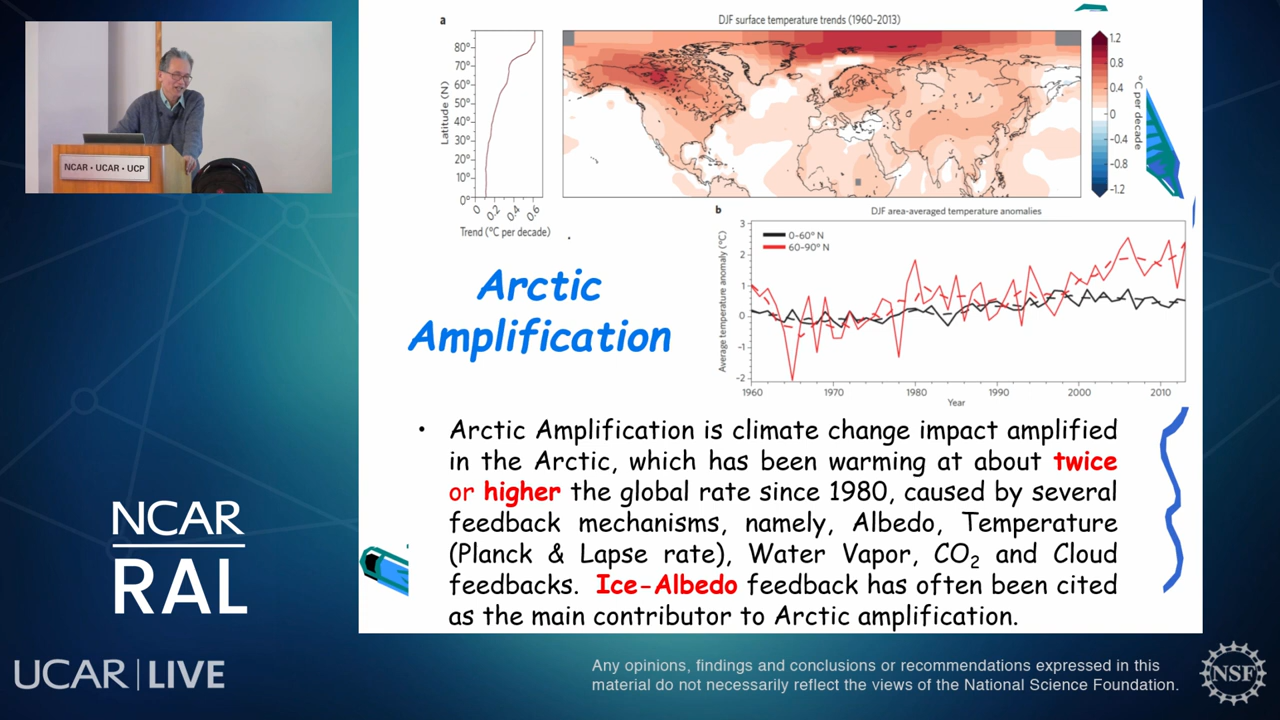 NCAR • UCAR • UCP
a
DJF surface temperature trends (1960–2013)
80°
70°
60°
50°
40°
30°
20°
10°
0°
Latitude (N)
0
0.2
0.4
0.6
Trend (°C per decade)
1.2
0.8
0.4
0
−0.4
−0.8
−1.2
°C per decade
b
DJF area-averaged temperature anomalies
0–60° N
60–90° N
3
2
1
0
−1
−2
Average temperature anomaly (°C)
1960
1970
1980
1990
2000
2010
Year
Arctic
Amplification
• Arctic Amplification is climate change impact amplified
in the Arctic, which has been warming at about twice
or higher the global rate since 1980, caused by several
feedback mechanisms, namely, Albedo, Temperature
(Planck & Lapse rate), Water Vapor, CO₂ and Cloud
feedbacks. Ice-Albedo feedback has often been cited
as the main contributor to Arctic amplification.
NCAR
RAL
UCAR | LIVE
Any opinions, findings and conclusions or recommendations expressed in this
material do not necessarily reflect the views of the National Science Foundation.
NSF